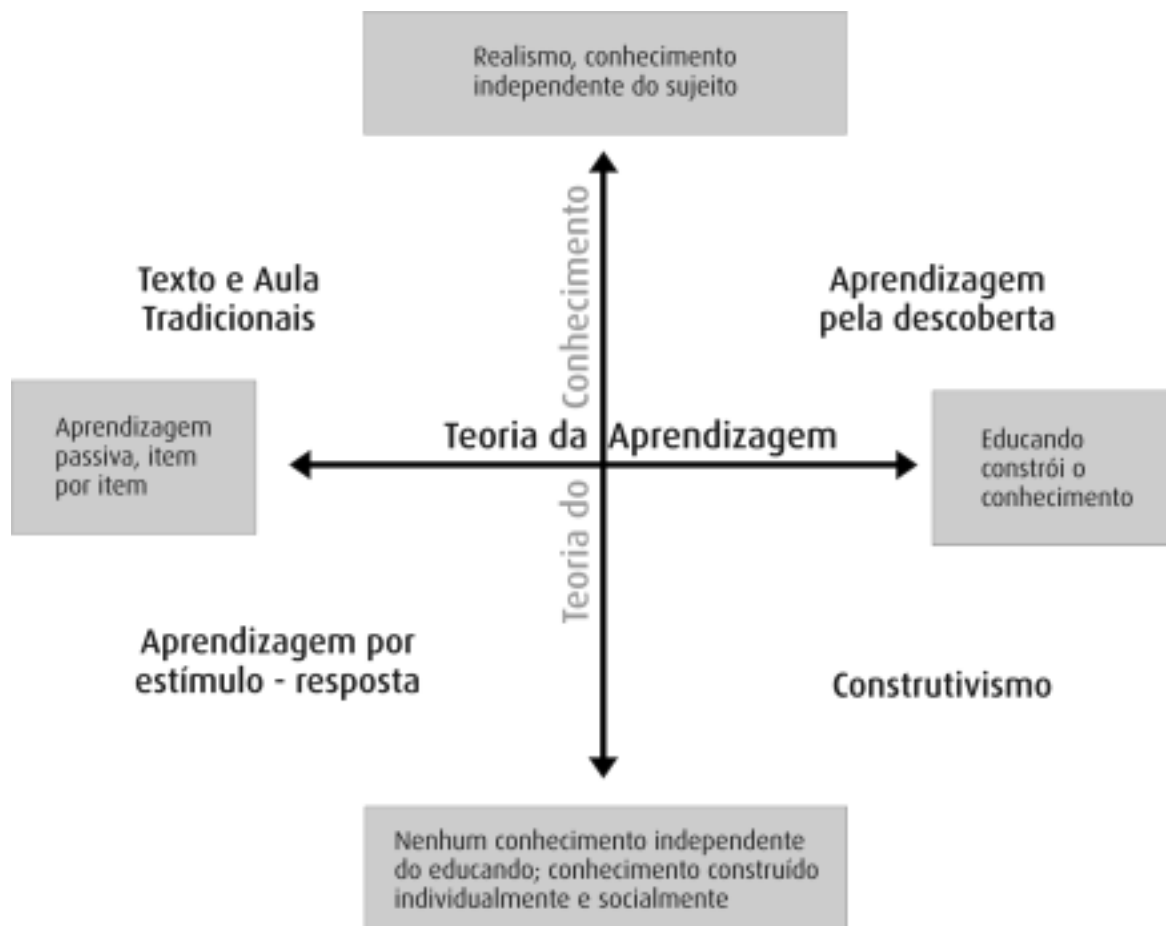 Realismo, conhecimento
independente do sujeito
Texto e Aula
Tradicionais
Aprendizagem
pela descoberta
Teoria do Conhecimento
Aprendizagem
passiva, item
por item
Teoria da Aprendizagem
Educando
constrói o
conhecimento
Aprendizagem por
estímulo - resposta
Construtivismo
Nenhum conhecimento independente
do educando; conhecimento construído
individualmente e socialmente